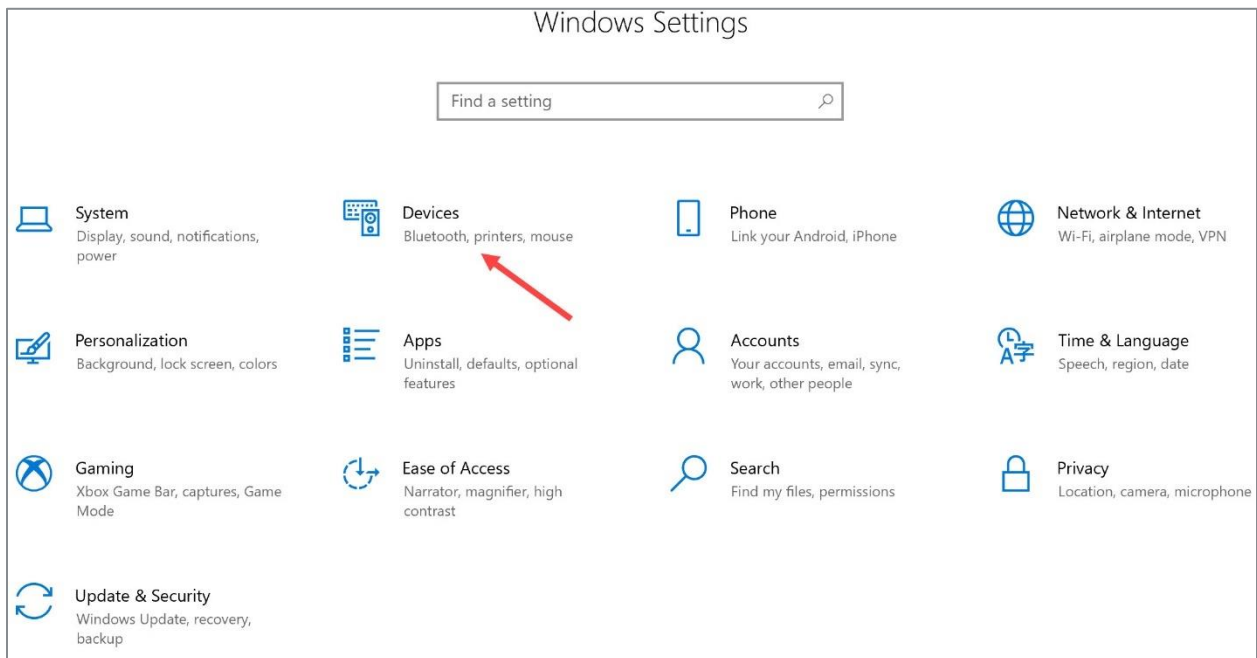 Windows Settings
Find a setting
System
Display, sound, notifications,
power
Devices
Bluetooth, printers, mouse
Phone
Link your Android, iPhone
Network & Internet
Wi-Fi, airplane mode, VPN
Personalization
Background, lock screen, colors
Apps
Uninstall, defaults, optional
features
Accounts
Your accounts, email, sync,
work, other people
Time & Language
Speech, region, date
Gaming
Xbox Game Bar, captures, Game
Mode
Ease of Access
Narrator, magnifier, high
contrast
Search
Find my files, permissions
Privacy
Location, camera, microphone
Update & Security
Windows Update, recovery,
backup